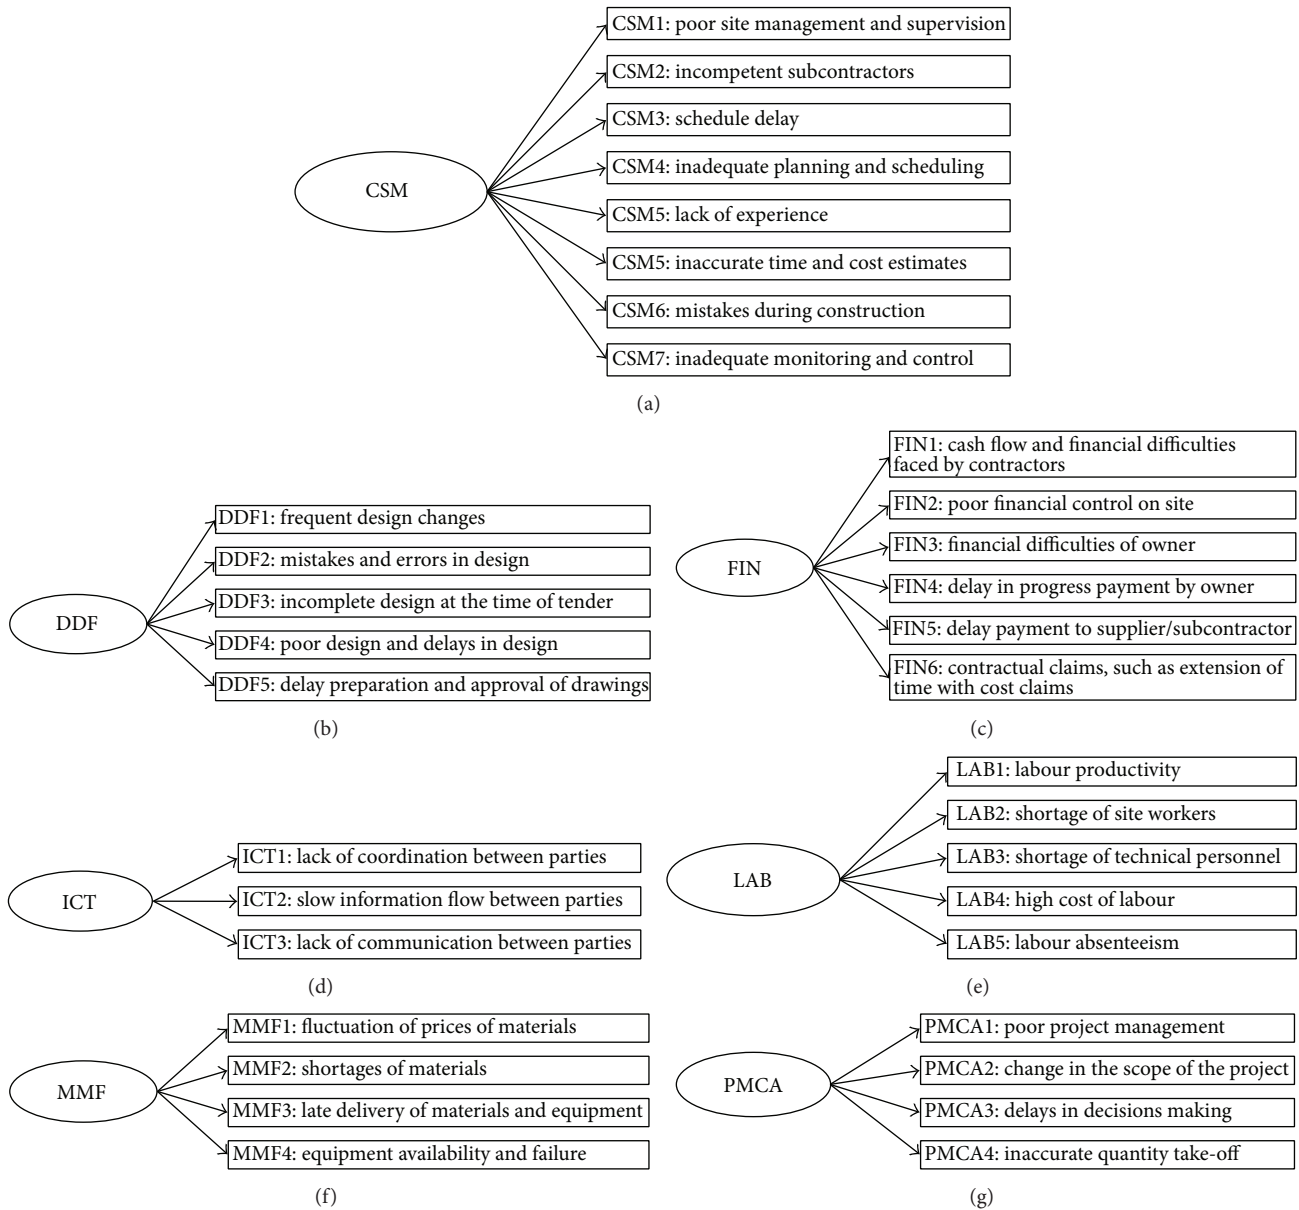 CSM
CSM1: poor site management and supervision
CSM2: incompetent subcontractors
CSM3: schedule delay
CSM4: inadequate planning and scheduling
CSM5: lack of experience
CSM5: inaccurate time and cost estimates
CSM6: mistakes during construction
CSM7: inadequate monitoring and control
(a)
DDF
DDF1: frequent design changes
DDF2: mistakes and errors in design
DDF3: incomplete design at the time of tender
DDF4: poor design and delays in design
DDF5: delay preparation and approval of drawings
(b)
FIN
FIN1: cash flow and financial difficulties
faced by contractors
FIN2: poor financial control on site
FIN3: financial difficulties of owner
FIN4: delay in progress payment by owner
FIN5: delay payment to supplier/subcontractor
FIN6: contractual claims, such as extension of
time with cost claims
(c)
ICT
ICT1: lack of coordination between parties
ICT2: slow information flow between parties
ICT3: lack of communication between parties
(d)
LAB
LAB1: labour productivity
LAB2: shortage of site workers
LAB3: shortage of technical personnel
LAB4: high cost of labour
LAB5: labour absenteeism
(e)
MMF
MMF1: fluctuation of prices of materials
MMF2: shortages of materials
MMF3: late delivery of materials and equipment
MMF4: equipment availability and failure
(f)
PMCA
PMCA1: poor project management
PMCA2: change in the scope of the project
PMCA3: delays in decisions making
PMCA4: inaccurate quantity take-off
(g)